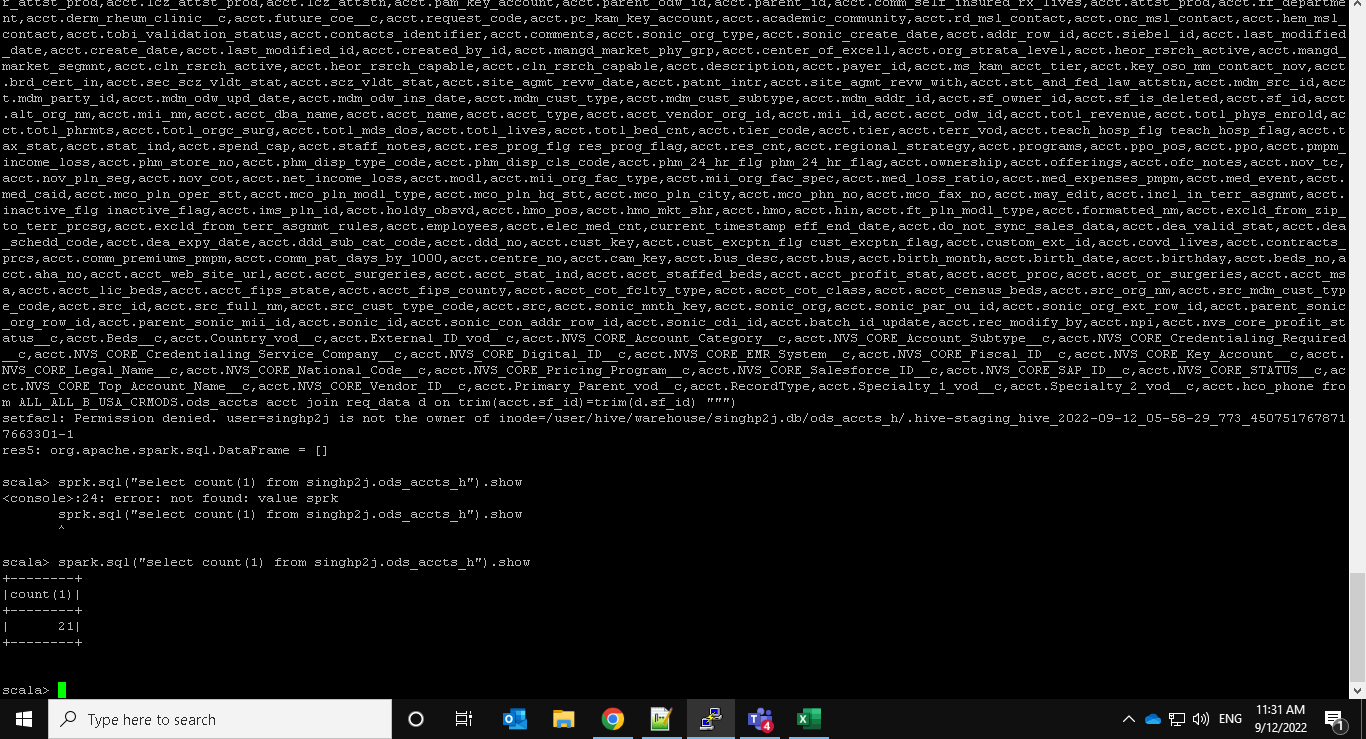 r_attst_prod,acct.lcz_attst_prod,acct.lcz_attstn,acct.pam_key_account,acct.parent_odw_id,acct.parent_id,acct.comm_self_insured_rx_lives,acct.attst_prod,acct.ff_departme
nt,acct.derm_rheum_clinic__c,acct.future_coe__c,acct.request_code,acct.pc_kam_key_account,acct.academic_community,acct.rd_msl_contact,acct.onc_msl_contact,acct.hem_msl_
contact,acct.tobi_validation_status,acct.contacts_identifier,acct.comments,acct.sonic_org_type,acct.sonic_create_date,acct.addr_row_id,acct.siebel_id,acct.last_modified
_date,acct.create_date,acct.last_modified_id,acct.created_by_id,acct.mangd_market_phy_grp,acct.center_of_excell,acct.org_strata_level,acct.heor_rsrch_active,acct.mangd_
market_segmnt,acct.cln_rsrch_active,acct.heor_rsrch_capable,acct.cln_rsrch_capable,acct.description,acct.payer_id,acct.ms_kam_acct_tier,acct.key_oso_mm_contact_nov,acct
.brd_cert_in,acct.sec_scz_vldt_stat,acct.scz_vldt_stat,acct.site_agmt_revw_date,acct.patnt_intr,acct.site_agmt_revw_with,acct.stt_and_fed_law_attstn,acct.mdm_src_id,acc
t.mdm_party_id,acct.mdm_odw_upd_date,acct.mdm_odw_ins_date,acct.mdm_cust_type,acct.mdm_cust_subtype,acct.mdm_addr_id,acct.sf_owner_id,acct.sf_is_deleted,acct.sf_id,acct
.alt_org_nm,acct.mii_nm,acct.acct_dba_name,acct.acct_name,acct.acct_type,acct.acct_vendor_org_id,acct.mii_id,acct.acct_odw_id,acct.totl_revenue,acct.totl_phys_enrold,ac
ct.totl_phrmts,acct.totl_orgc_surg,acct.totl_mds_dos,acct.totl_lives,acct.totl_bed_cnt,acct.tier_code,acct.tier,acct.terr_vod,acct.teach_hosp_flg teach_hosp_flag,acct.t
ax_stat,acct.stat_ind,acct.spend_cap,acct.staff_notes,acct.res_prog_flg res_prog_flag,acct.res_cnt,acct.regional_strategy,acct.programs,acct.ppo_pos,acct.ppo,acct.pmpm_
income_loss,acct.phm_store_no,acct.phm_disp_type_code,acct.phm_disp_cls_code,acct.phm_24_hr_flg phm_24_hr_flag,acct.ownership,acct.offerings,acct.ofc_notes,acct.nov_tc,
acct.nov_pln_seg,acct.nov_cot,acct.net_income_loss,acct.modl,acct.mii_org_fac_type,acct.mii_org_fac_spec,acct.med_loss_ratio,acct.med_expenses_pmpm,acct.med_event,acct.
med_caid,acct.mco_pln_oper_stt,acct.mco_pln_modl_type,acct.mco_pln_hq_stt,acct.mco_pln_city,acct.mco_phn_no,acct.mco_fax_no,acct.may_edit,acct.incl_in_terr_asgnmt,acct.
inactive_flg inactive_flag,acct.ims_pln_id,acct.holdy_obsvd,acct.hmo_pos,acct.hmo_mkt_shr,acct.hmo,acct.hin,acct.ft_pln_modl_type,acct.formatted_nm,acct.excld_from_zip_
to_terr_prcsg,acct.excld_from_terr_asgnmt_rules,acct.employees,acct.elec_med_cnt,current_timestamp eff_end_date,acct.do_not_sync_sales_data,acct.dea_valid_stat,acct.dea
_schedd_code,acct.dea_expy_date,acct.ddd_sub_cat_code,acct.ddd_no,acct.cust_key,acct.cust_excptn_flg cust_excptn_flag,acct.custom_ext_id,acct.covd_lives,acct.contracts_
prcs,acct.comm_premiums_pmpm,acct.comm_pat_days_by_1000,acct.centre_no,acct.cam_key,acct.bus_desc,acct.bus,acct.birth_month,acct.birth_date,acct.birthday,acct.beds_no,a
cct.aha_no,acct.acct_web_site_url,acct.acct_surgeries,acct.acct_stat_ind,acct.acct_staffed_beds,acct.acct_profit_stat,acct.acct_proc,acct.acct_or_surgeries,acct.acct_ms
a,acct.acct_lic_beds,acct.acct_fips_state,acct.acct_fips_county,acct.acct_cot_fclty_type,acct.acct_cot_class,acct.acct_census_beds,acct.src_org_nm,acct.src_mdm_cust_typ
e_code,acct.src_id,acct.src_full_nm,acct.src_cust_type_code,acct.src,acct.sonic_mnth_key,acct.sonic_org,acct.sonic_par_ou_id,acct.sonic_org_ext_row_id,acct.parent_sonic
_org_row_id,acct.parent_sonic_mii_id,acct.sonic_id,acct.sonic_con_addr_row_id,acct.sonic_cdi_id,acct.batch_id_update,acct.rec_modify_by,acct.npi,acct.nvs_core_profit_st
atus__c,acct.Beds__c,acct.Country_vod__c,acct.External_ID_vod__c,acct.NVS_CORE_Account_Category__c,acct.NVS_CORE_Account_Subtype__c,acct.NVS_CORE_Credentialing_Required
__c,acct.NVS_CORE_Credentialing_Service_Company__c,acct.NVS_CORE_Digital_ID__c,acct.NVS_CORE_EMR_System__c,acct.NVS_CORE_Fiscal_ID__c,acct.NVS_CORE_Key_Account__c,acct.
NVS_CORE_Legal_Name__c,acct.NVS_CORE_National_Code__c,acct.NVS_CORE_Pricing_Program__c,acct.NVS_CORE_Salesforce_ID__c,acct.NVS_CORE_SAP_ID__c,acct.NVS_CORE_STATUS__c,ac
ct.NVS_CORE_Top_Account_Name__c,acct.NVS_CORE_Vendor_ID__c,acct.Primary_Parent_vod__c,acct.RecordType,acct.Specialty_1_vod__c,acct.Specialty_2_vod__c,acct.hco_phone fro
m ALL_ALL_B_USA_CRMODS.ods_accts acct join req_data d on trim(acct.sf_id)=trim(d.sf_id) """)
setfacl: Permission denied. user=singhp2j is not the owner of inode=/user/hive/warehouse/singhp2j.db/ods_accts_h/.hive-staging_hive_2022-09-12_05-58-29_773_450751767871
7663301-1
res5: org.apache.spark.sql.DataFrame = []
scala> sprk.sql("select count(1) from singhp2j.ods_accts_h").show
<console>:24: error: not found: value sprk
sprk.sql("select count(1) from singhp2j.ods_accts_h").show
^
scala> spark.sql("select count(1) from singhp2j.ods_accts_h").show
+--------+
|count(1)|
+--------+
|      21|
+--------+
scala>
Type here to search
4
ENG
11:31 AM
9/12/2022
1